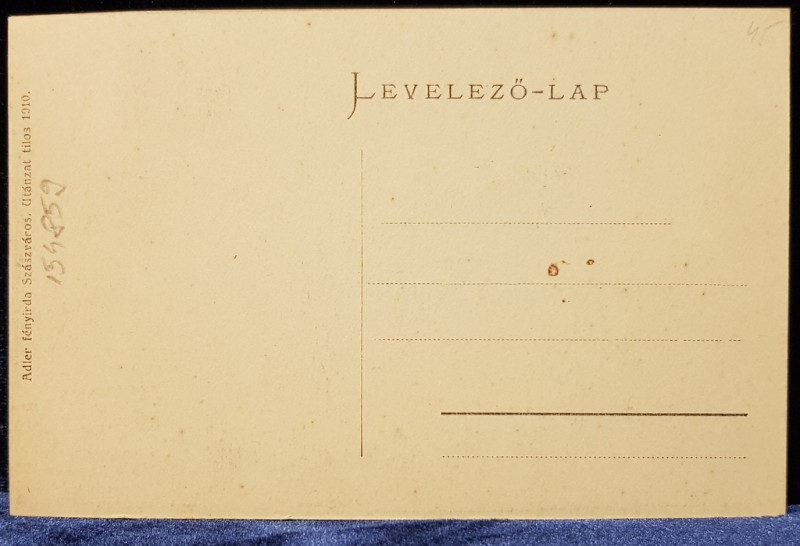 45
LEVELEZŐ-LAP
Adler fényirda Szászváros. Utánzat tilos 1910.
154859